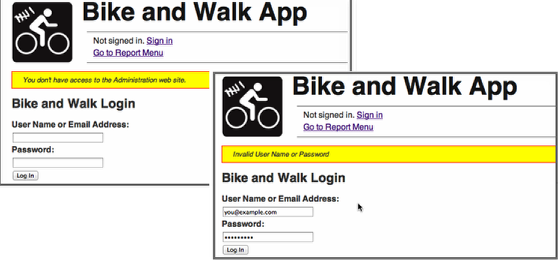 Bike and Walk App
Not signed in. Sign in
Go to Report Menu
You don't have access to the Administration web site.
Bike and Walk Login
User Name or Email Address:
Password:
Log In
Bike and Walk App
Not signed in. Sign in
Go to Report Menu
Invalid User Name or Password
Bike and Walk Login
User Name or Email Address:
you@example.com
Password:
•••••••••
Log In